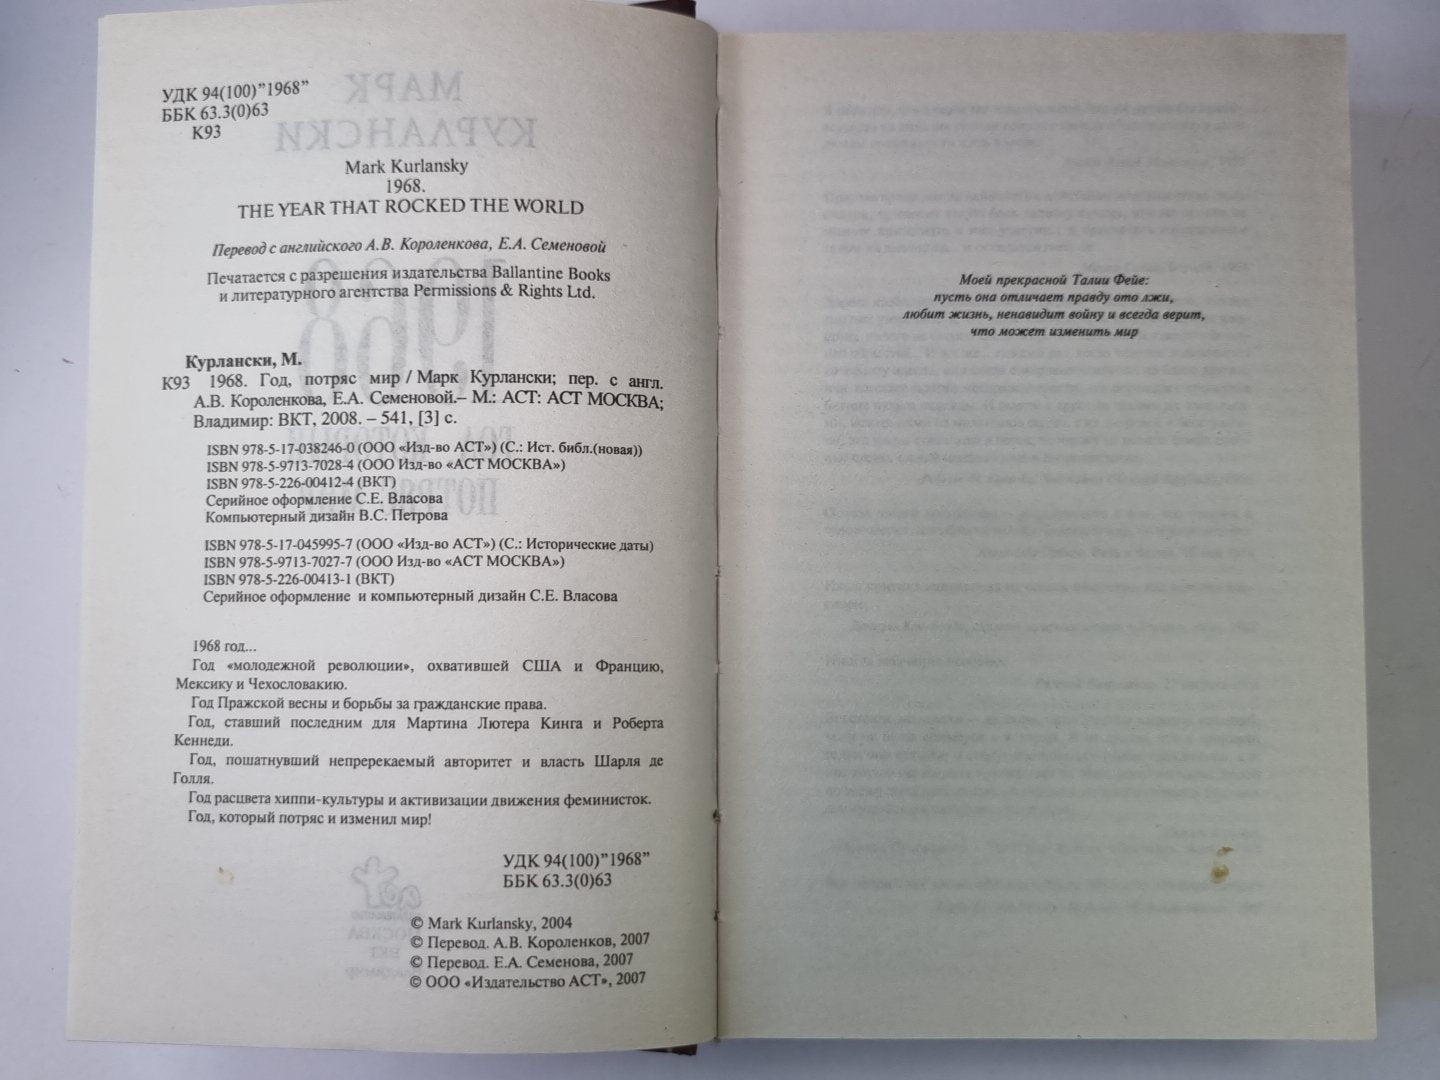 УДК 94(100)"1968"
ББК 63.3(0)63
К93
Mark Kurlansky
1968.
THE YEAR THAT ROCKED THE WORLD
Перевод с английского А.В. Короленкова, Е.А. Семеновой
Печатается с разрешения издательства Ballantine Books
и литературного агентства Permissions & Rights Ltd.
Курлански, М.
К93 1968. Год, потряс мир / Марк Курлански; пер. с англ.
А.В. Короленкова, Е.А. Семеновой.– М.: АСТ: АСТ МОСКВА;
Владимир: ВКТ, 2008. – 541, [3] с.
ISBN 978-5-17-038246-0 (ООО «Изд-во АСТ») (С.: Ист. библ.(новая))
ISBN 978-5-9713-7028-4 (ООО Изд-во «АСТ МОСКВА»)
ISBN 978-5-226-00412-4 (ВКТ)
Серийное оформление С.Е. Власова
Компьютерный дизайн В.С. Петрова
ISBN 978-5-17-045995-7 (ООО «Изд-во АСТ») (С.: Исторические даты)
ISBN 978-5-9713-7027-7 (ООО Изд-во «АСТ МОСКВА»)
ISBN 978-5-226-00413-1 (ВКТ)
Серийное оформление и компьютерный дизайн С.Е. Власова
1968 год...
Год «молодежной революции», охватившей США и Францию,
Мексику и Чехословакию.
Год Пражской весны и борьбы за гражданские права.
Год, ставший последним для Мартина Лютера Кинга и Роберта
Кеннеди.
Год, пошатнувший непререкаемый авторитет и власть Шарля де
Голля.
Год расцвета хиппи-культуры и активизации движения феминисток.
Год, который потряс и изменил мир!
УДК 94(100)"1968"
ББК 63.3(0)63
© Mark Kurlansky, 2004
© Перевод. А.В. Короленков, 2007
© Перевод. Е.А. Семенова, 2007
© ООО «Издательство АСТ», 2007
Моей прекрасной Талии Фейе:
пусть она отличает правду ото лжи,
любит жизнь, ненавидит войну и всегда верит,
что может изменить мир